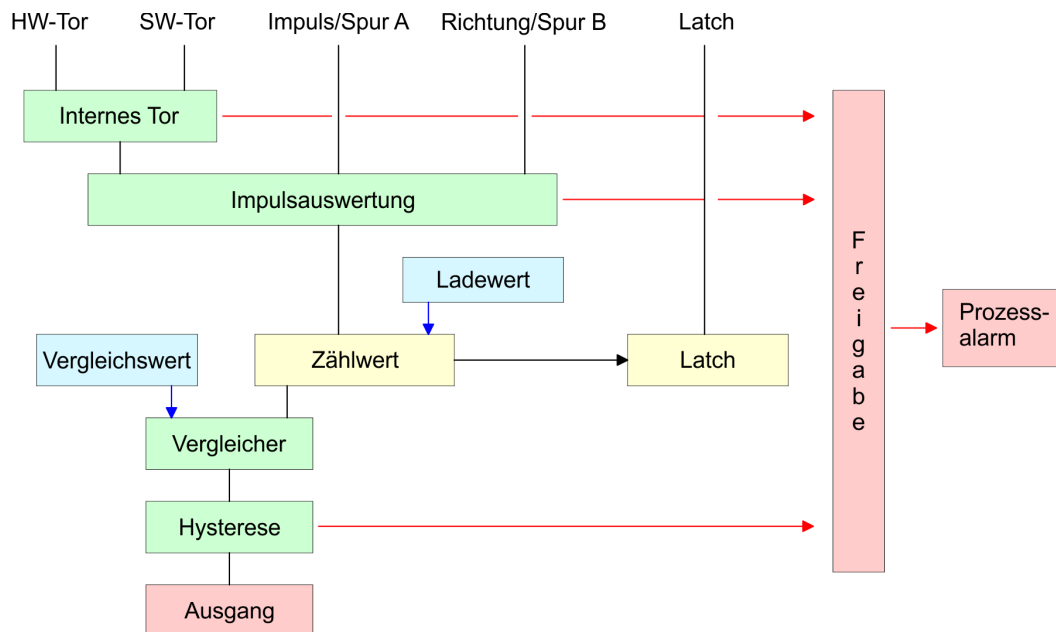 HW-Tor
SW-Tor
Impuls/Spur A
Richtung/Spur B
Latch
Internes Tor
Impulsauswertung
Ladewert
Vergleichswert
Zählwert
Latch
Vergleicher
Hysterese
Ausgang
Freigabe
Prozess-
alarm